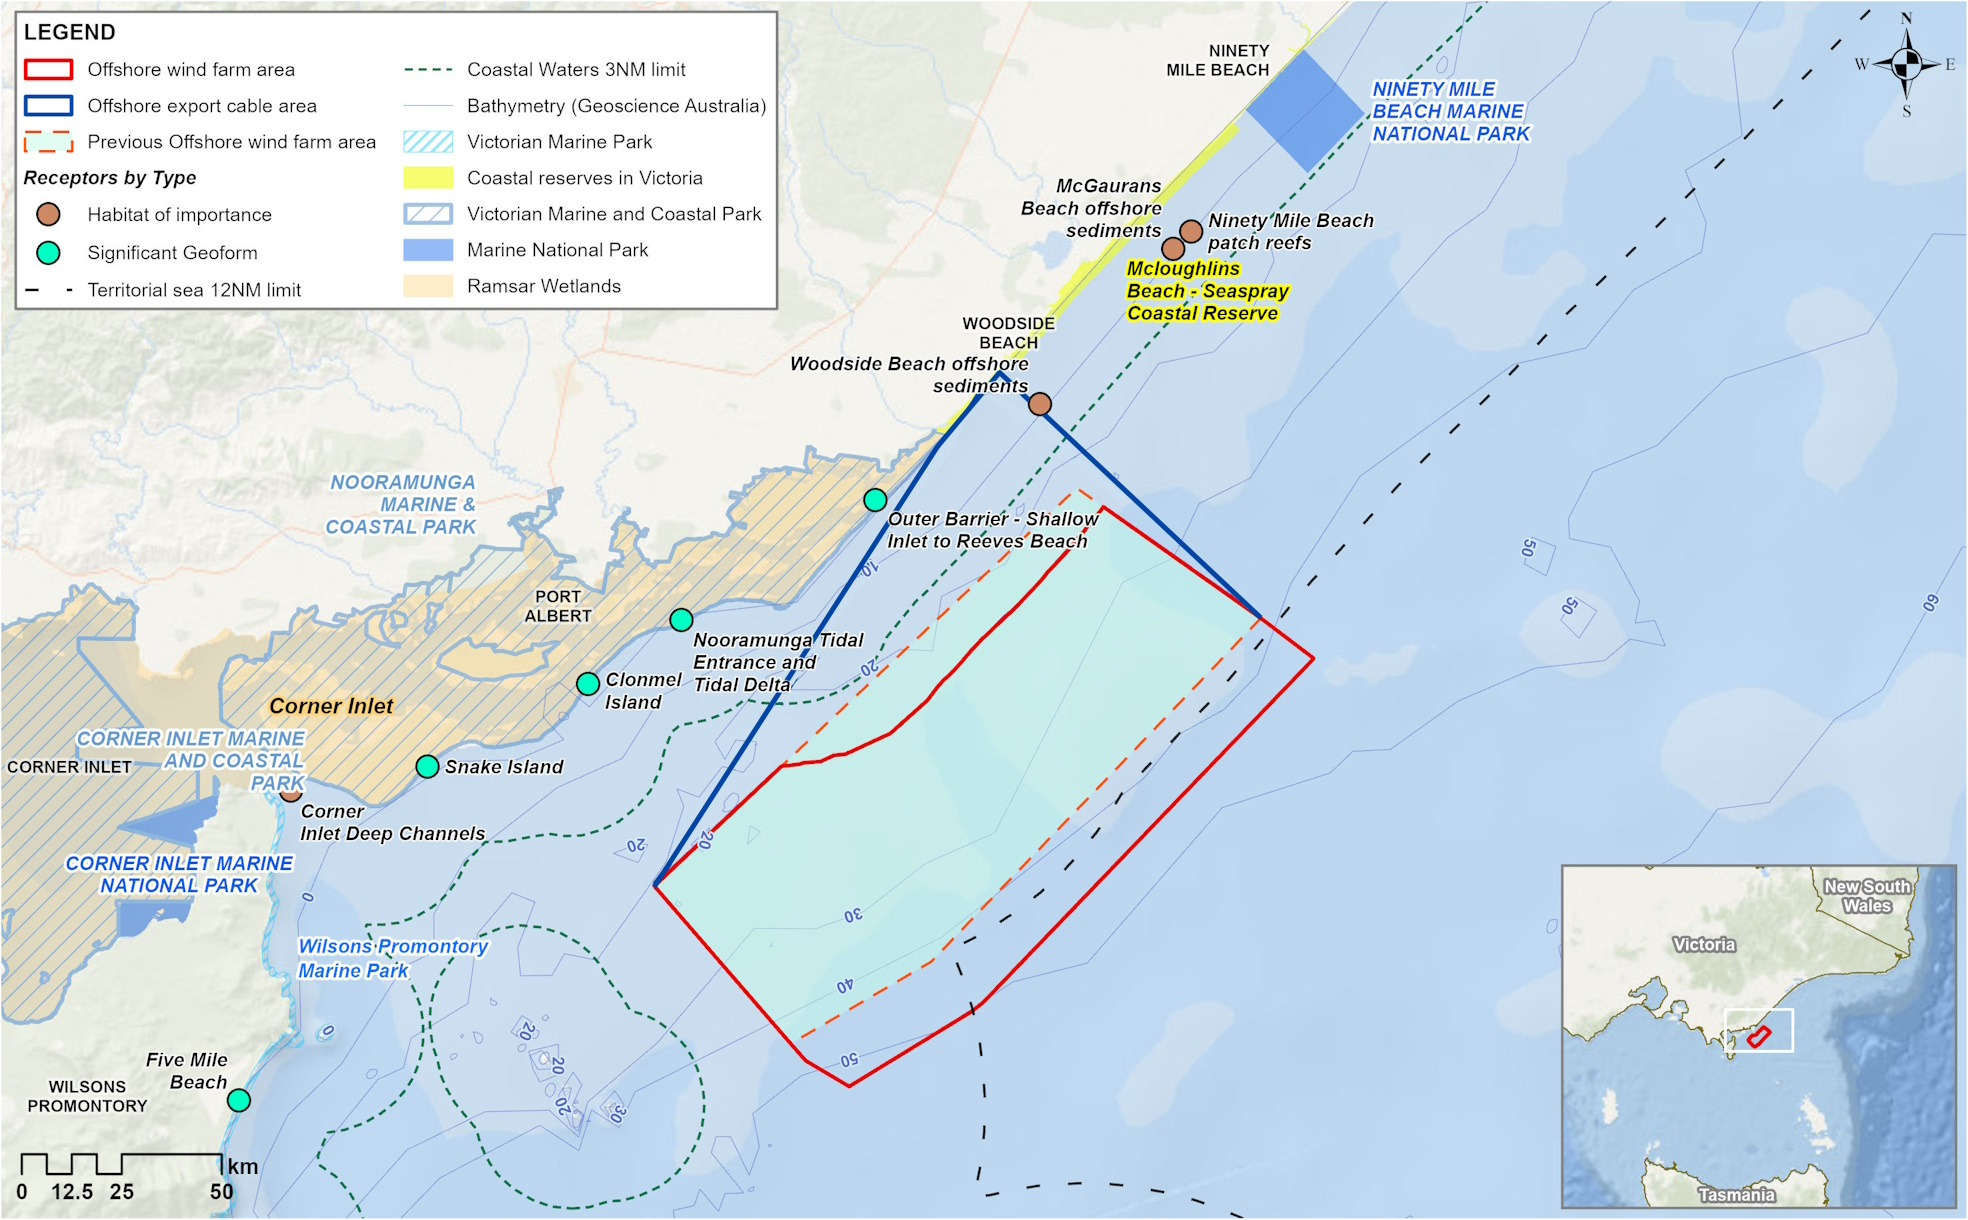 LEGEND
Offshore wind farm area
Offshore export cable area
Previous Offshore wind farm area
Receptors by Type
Habitat of importance
Significant Geoform
Territorial sea 12NM limit
Coastal Waters 3NM limit
Bathymetry (Geoscience Australia)
Victorian Marine Park
Coastal reserves in Victoria
Victorian Marine and Coastal Park
Marine National Park
Ramsar Wetlands
N
W
E
S
NINETY
MILE BEACH
NINETY MILE
BEACH MARINE
NATIONAL PARK
McGaurans
Beach offshore
sediments
Ninety Mile Beach
patch reefs
Mcloughlins
Beach - Seaspray
Coastal Reserve
WOODSIDE
BEACH
Woodside Beach offshore
sediments
NOORAMUNGA
MARINE &
COASTAL PARK
Outer Barrier - Shallow
Inlet to Reeves Beach
10
50
50
60
PORT
ALBERT
Nooramunga Tidal
Entrance and
Tidal Delta
20
Clonmel
Island
Corner Inlet
CORNER INLET MARINE
AND COASTAL
PARK
CORNER INLET
Snake Island
Corner
Inlet Deep Channels
20
20
CORNER INLET MARINE
NATIONAL PARK
0
30
Wilsons Promontory
Marine Park
40
0
20
20
20
30
50
Five Mile
Beach
WILSONS
PROMONTORY
km
0
12.5
25
50
New South
Wales
Victoria
Tasmania